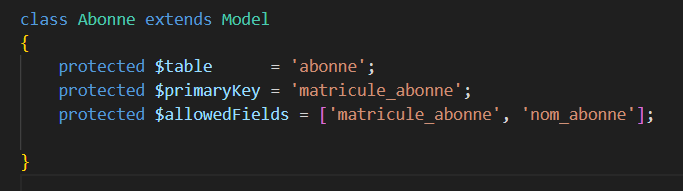 class Abonne extends Model
{
    protected $table      = 'abonne';
    protected $primaryKey = 'matricule_abonne';
    protected $allowedFields = ['matricule_abonne', 'nom_abonne'];
}